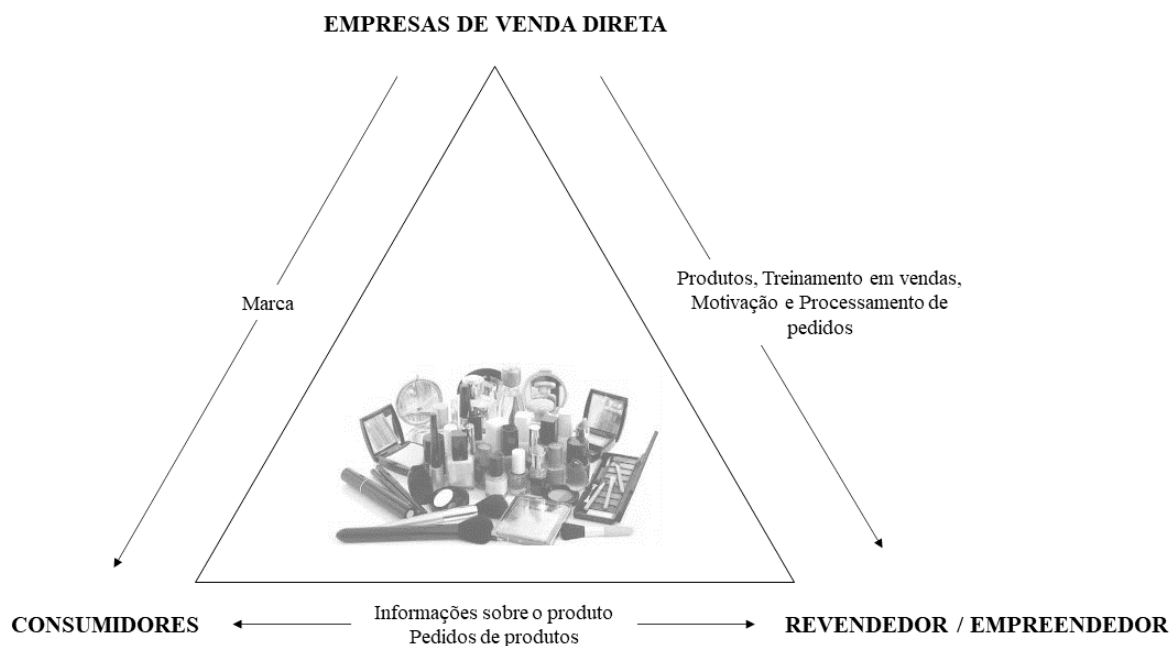 EMPRESAS DE VENDA DIRETA
Marca
Produtos, Treinamento em vendas,
Motivação e Processamento de
pedidos
CONSUMIDORES
Informações sobre o produto
Pedidos de produtos
REVENDEDOR / EMPREENDEDOR